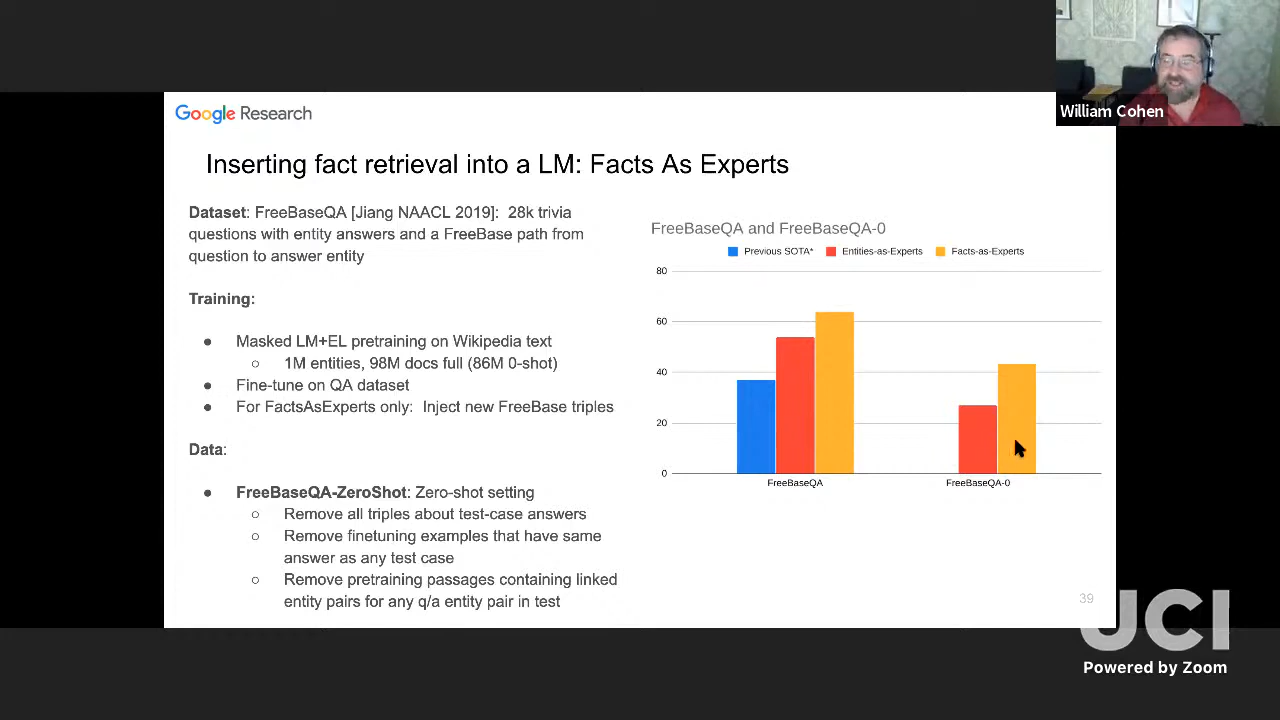 William Cohen
Google Research
Inserting fact retrieval into a LM: Facts As Experts
Dataset: FreeBaseQA [Jiang NAACL 2019]: 28k trivia
questions with entity answers and a FreeBase path from
question to answer entity
Training:
● Masked LM+EL pretraining on Wikipedia text
○ 1M entities, 98M docs full (86M 0-shot)
● Fine-tune on QA dataset
● For FactsAsExperts only: Inject new FreeBase triples
Data:
● FreeBaseQA-ZeroShot: Zero-shot setting
○ Remove all triples about test-case answers
○ Remove finetuning examples that have same
answer as any test case
○ Remove pretraining passages containing linked
entity pairs for any q/a entity pair in test
FreeBaseQA and FreeBaseQA-0
Previous SOTA* Entities-as-Experts Facts-as-Experts
80
60
40
20
0
FreeBaseQA FreeBaseQA-0
39
UCI
Powered by Zoom